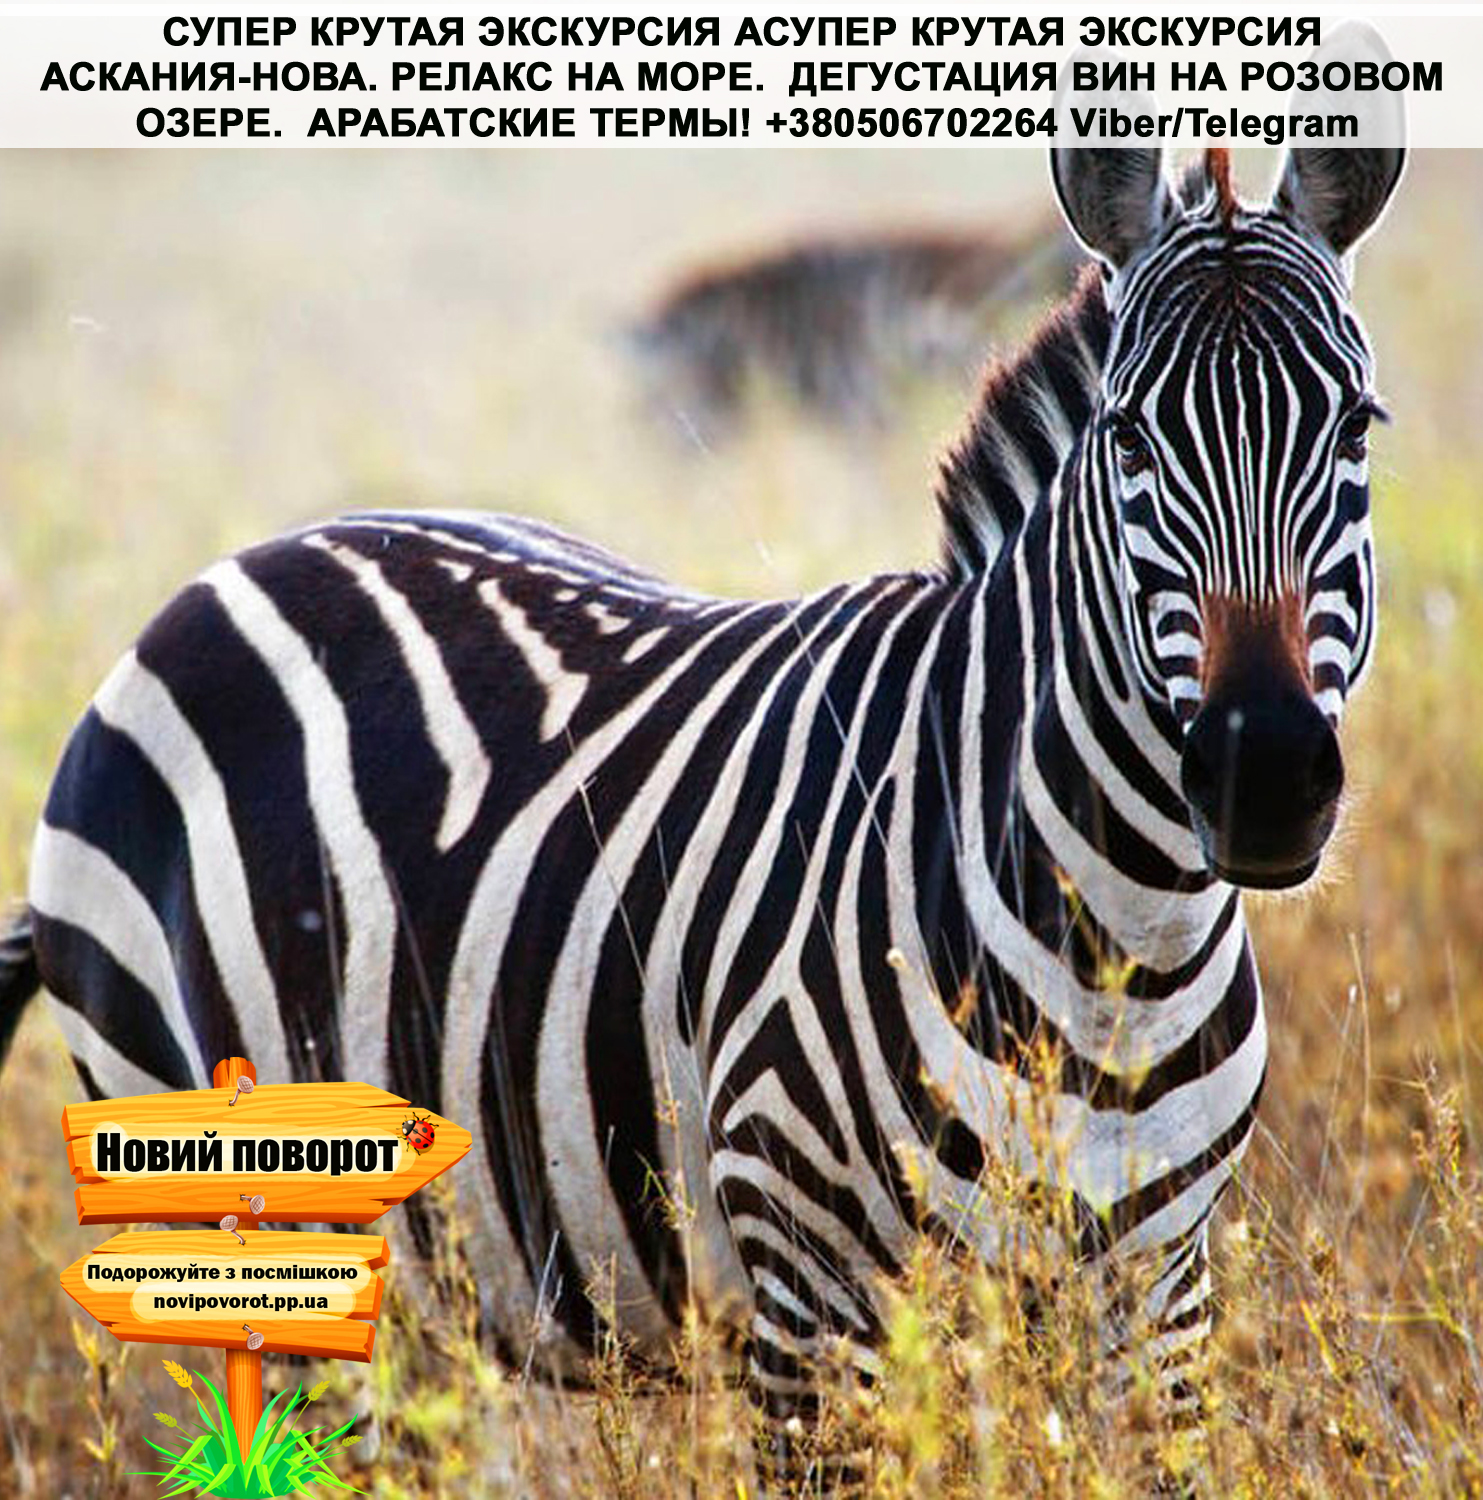 СУПЕР КРУТАЯ ЭКСКУРСИЯ АСУПЕР КРУТАЯ ЭКСКУРСИЯ
АСКАНИЯ-НОВА. РЕЛАКС НА МОРЕ. ДЕГУСТАЦИЯ ВИН НА РОЗОВОМ
ОЗЕРЕ. АРАБАТСКИЕ ТЕРМЫ! +380506702264 Viber/Telegram
Новий поворот
Подорожуйте з посмішкою
novipovorot.pp.ua